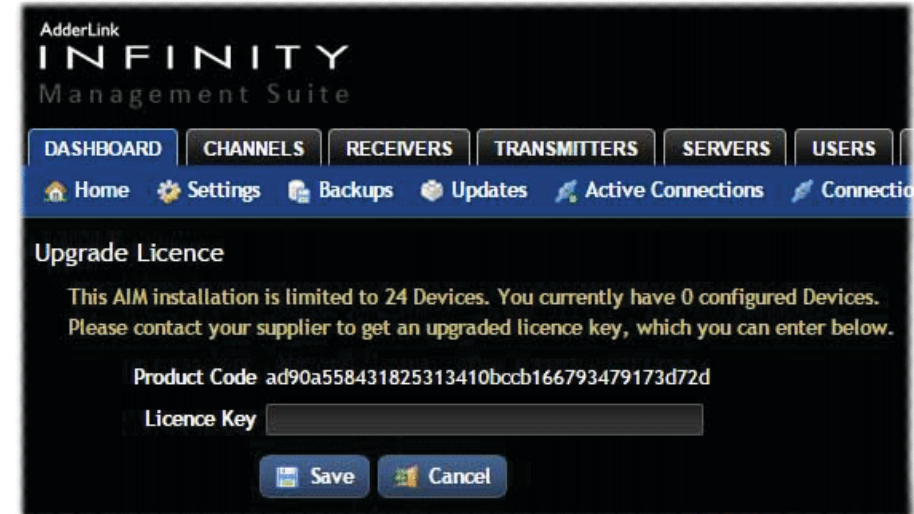 AdderLink
INFINITY
Management Suite
DASHBOARD CHANNELS RECEIVERS TRANSMITTERS SERVERS USERS
Home Settings Backups Updates Active Connections Connectio
Upgrade Licence
This AIM installation is limited to 24 Devices. You currently have 0 configured Devices.
Please contact your supplier to get an upgraded licence key, which you can enter below.
Product Code ad90a558431825313410bccb166793479173d72d
Licence Key
Save Cancel